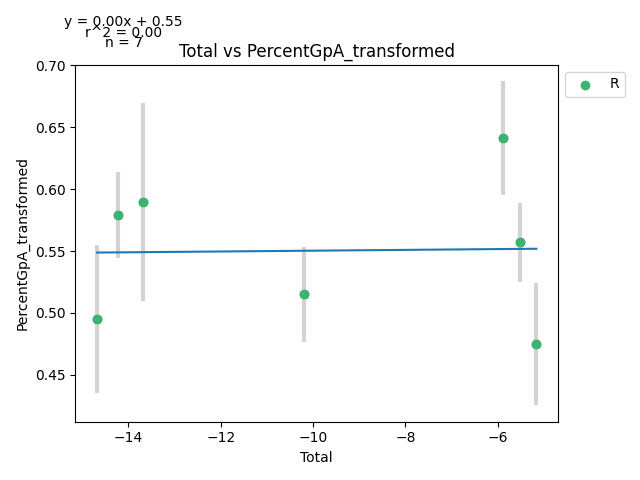 y = 0.00x + 0.55
r^2 = 0.00
n = 7
Total vs PercentGpA_transformed
R
PercentGpA_transformed
0.70
0.65
0.60
0.55
0.50
0.45
−14
−12
−10
−8
−6
Total